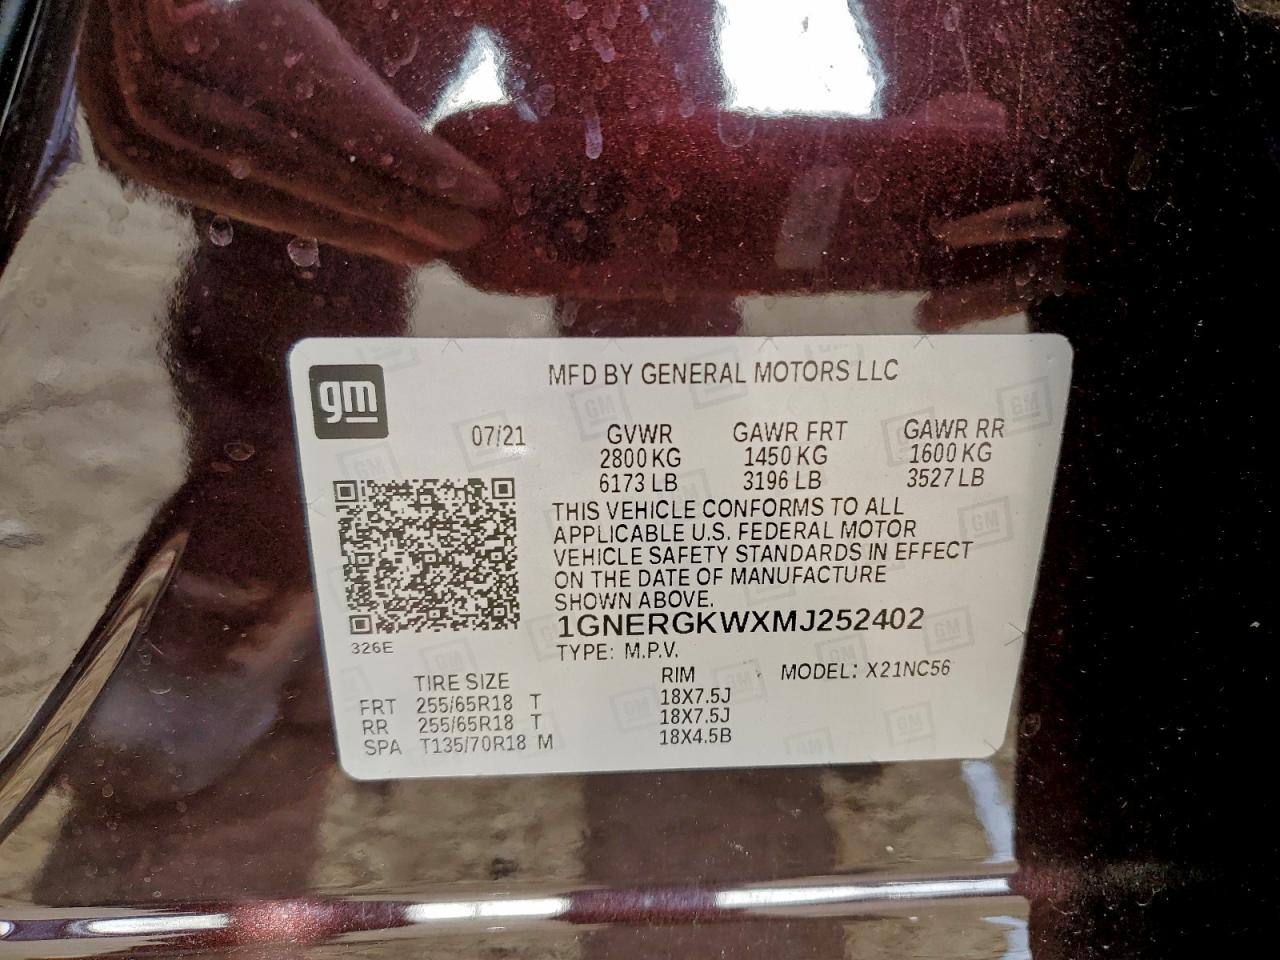 gm
MFD BY GENERAL MOTORS LLC
07/21 GVWR GAWR FRT GAWR RR
2800 KG 1450 KG 1600 KG
6173 LB 3196 LB 3527 LB
THIS VEHICLE CONFORMS TO ALL
APPLICABLE U.S. FEDERAL MOTOR
VEHICLE SAFETY STANDARDS IN EFFECT
ON THE DATE OF MANUFACTURE
SHOWN ABOVE.
1GNERGKWXMJ252402
326E
TYPE: M.P.V.
TIRE SIZE RIM MODEL: X21NC56
FRT 255/65R18 T 18X7.5J
RR 255/65R18 T 18X7.5J
SPA T135/70R18 M 18X4.5B